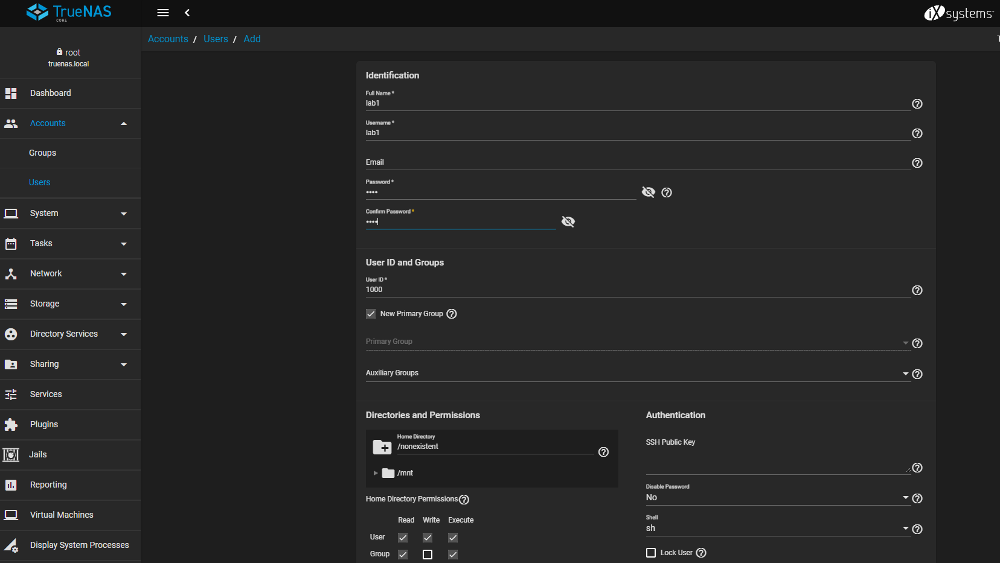 TrueNAS
CORE
iXsystems
root
truenas.local
Accounts / Users / Add
T
Dashboard
Accounts
Groups
Users
System
Tasks
Network
Storage
Directory Services
Sharing
Services
Plugins
Jails
Reporting
Virtual Machines
Display System Processes
Identification
Full Name *
lab1
Username *
lab1
Email
Password *
••••
Confirm Password *
••••
User ID and Groups
User ID *
1000
New Primary Group
Primary Group
Auxiliary Groups
Directories and Permissions
Home Directory
/nonexistent
/mnt
Home Directory Permissions
Read Write Execute
User
Group
Authentication
SSH Public Key
Disable Password
No
Shell
sh
Lock User